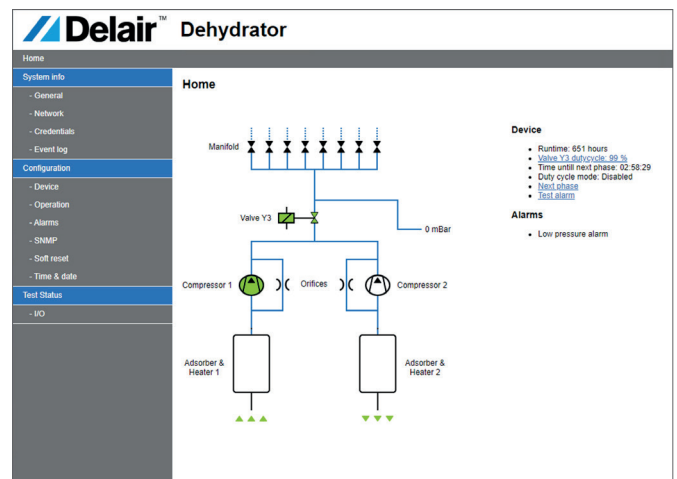 Delair™ Dehydrator
Home
System info
- General
- Network
- Credentials
- Event log
Configuration
- Device
- Operation
- Alarms
- SNMP
- Soft reset
- Time & date
Test Status
- I/O
Home
Manifold
Valve Y3
0 mBar
Compressor 1
Orifices
Compressor 2
Adsorber &
Heater 1
Adsorber &
Heater 2
Device
Runtime: 651 hours
Valve Y3 dutycycle: 99 %
Time untill next phase: 02:58:29
Duty cycle mode: Disabled
Next phase
Test alarm
Alarms
Low pressure alarm